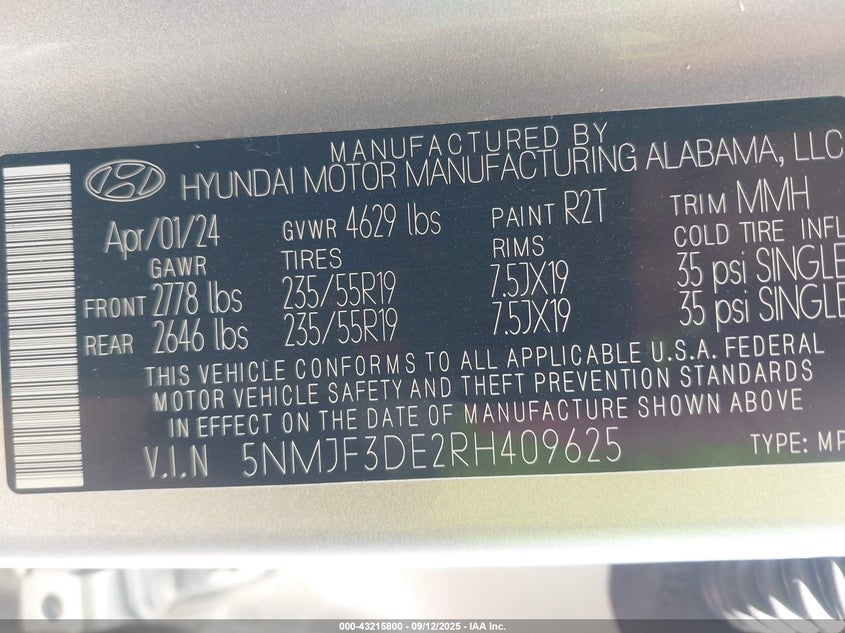 MANUFACTURED BY
HYUNDAI MOTOR MANUFACTURING ALABAMA, LLC
Apr/01/24 GVWR 4629 lbs PAINT R2T TRIM MMH
GAWR TIRES RIMS COLD TIRE INFL
FRONT 2778 lbs 235/55R19 7.5JX19 35 psi SINGLE
REAR 2646 lbs 235/55R19 7.5JX19 35 psi SINGLE
THIS VEHICLE CONFORMS TO ALL APPLICABLE U.S.A. FEDERAL
MOTOR VEHICLE SAFETY AND THEFT PREVENTION STANDARDS
IN EFFECT ON THE DATE OF MANUFACTURE SHOWN ABOVE
V.I.N 5NMJF3DE2RH409625 TYPE: MP
000-43215800 - 09/12/2025 - IAA Inc.